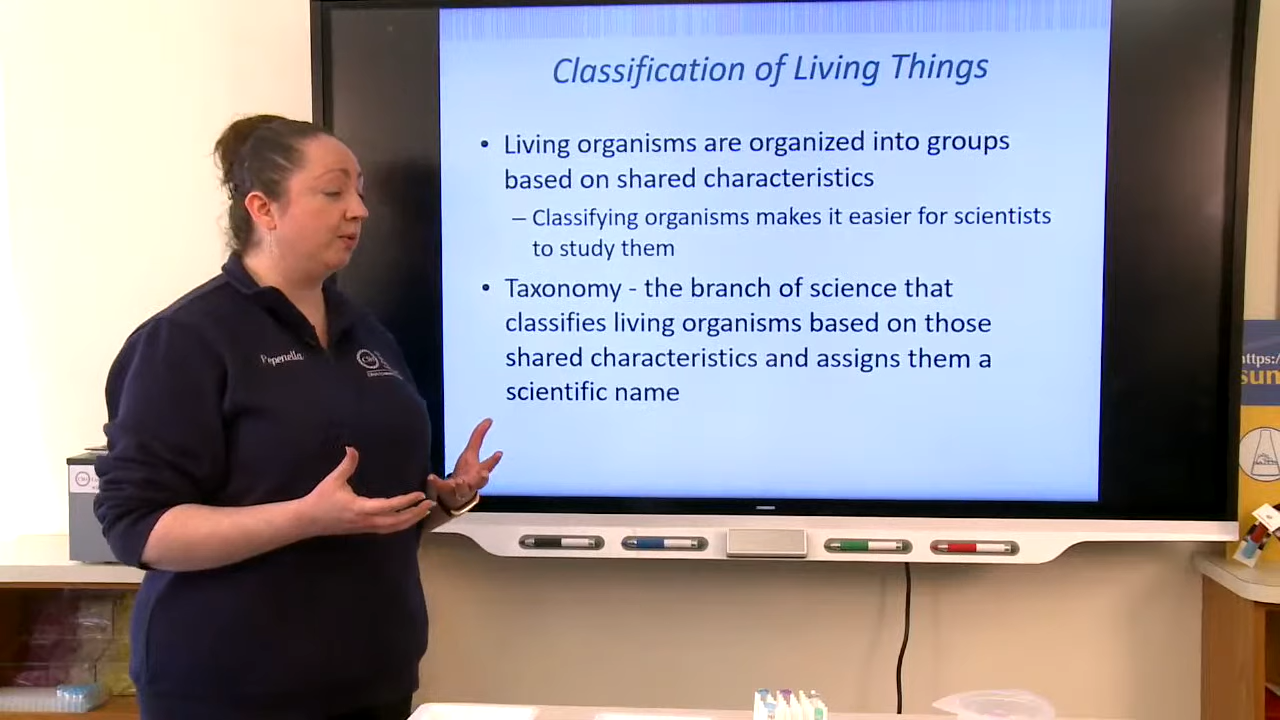 Classification of Living Things
• Living organisms are organized into groups
based on shared characteristics
– Classifying organisms makes it easier for scientists
to study them
• Taxonomy - the branch of science that
classifies living organisms based on those
shared characteristics and assigns them a
scientific name
Pepenella
https:/
sum